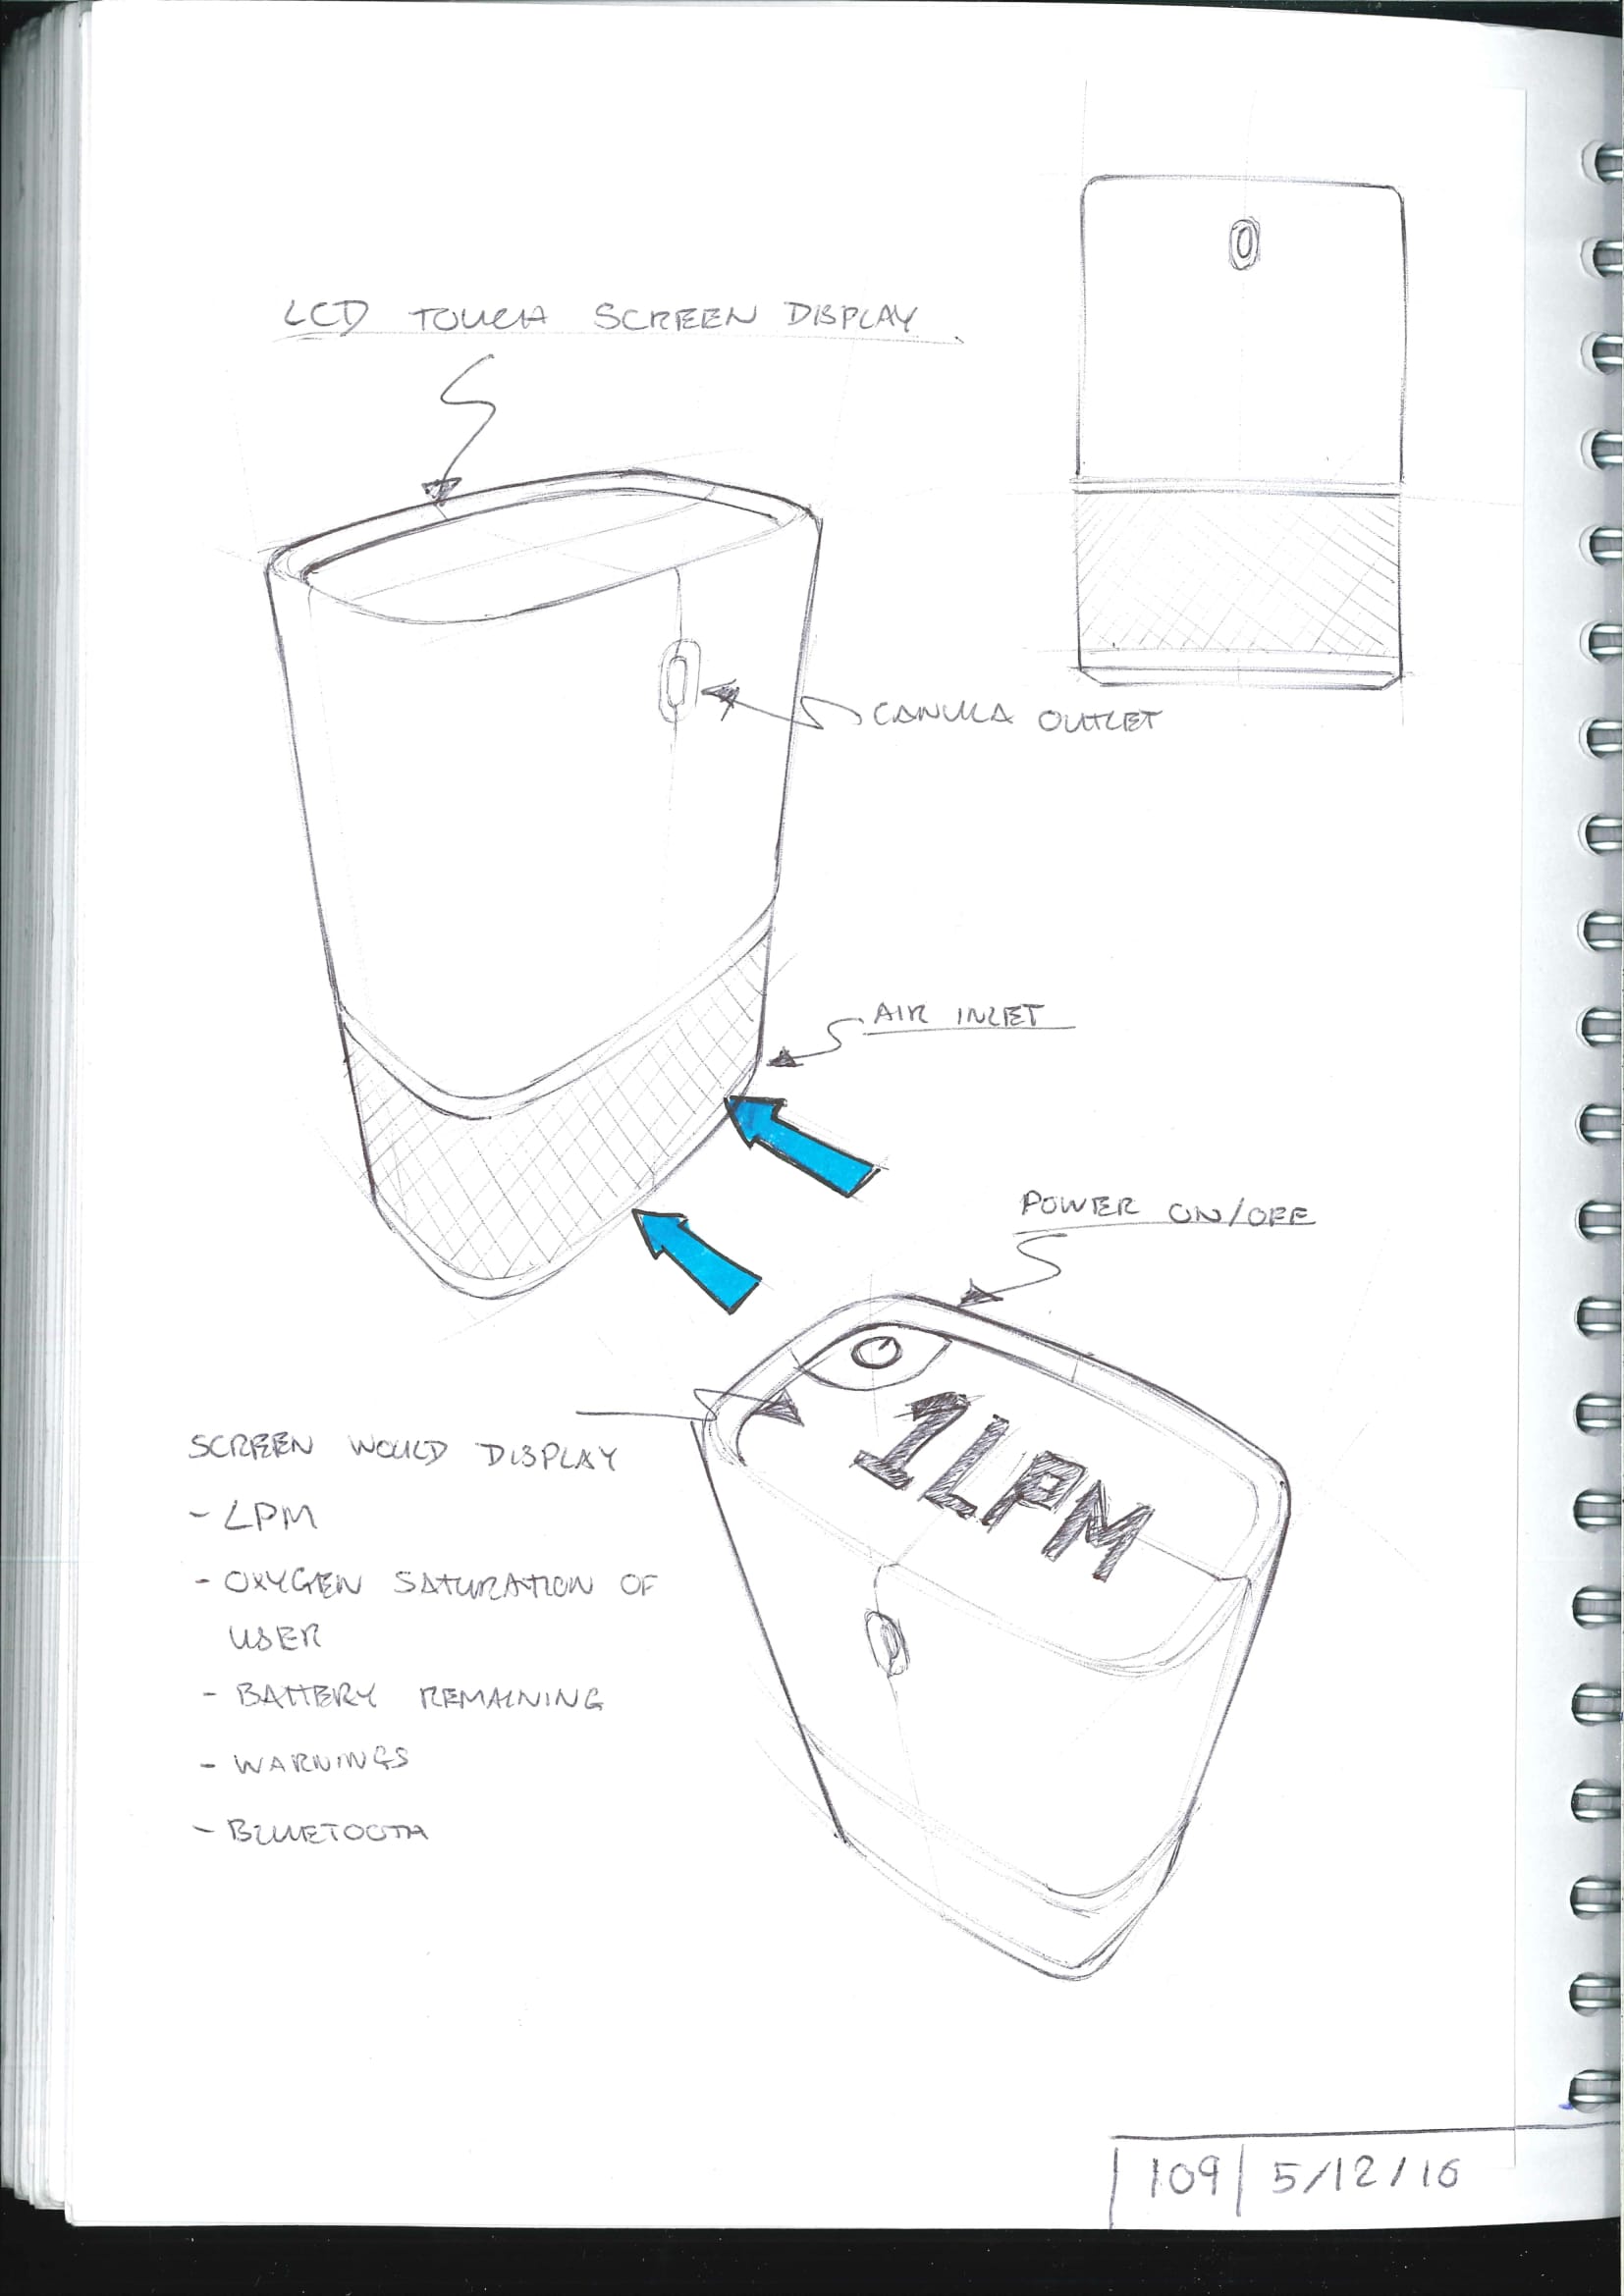 LCD TOUCH SCREEN DISPLAY
CANULA OUTLET
AIR INLET
POWER ON/OFF
1LPM
SCREEN WOULD DISPLAY
- LPM
- OXYGEN SATURATION OF
USER
- BATTERY REMAINING
- WARNINGS
- BLUETOOTH
109 5/12/16